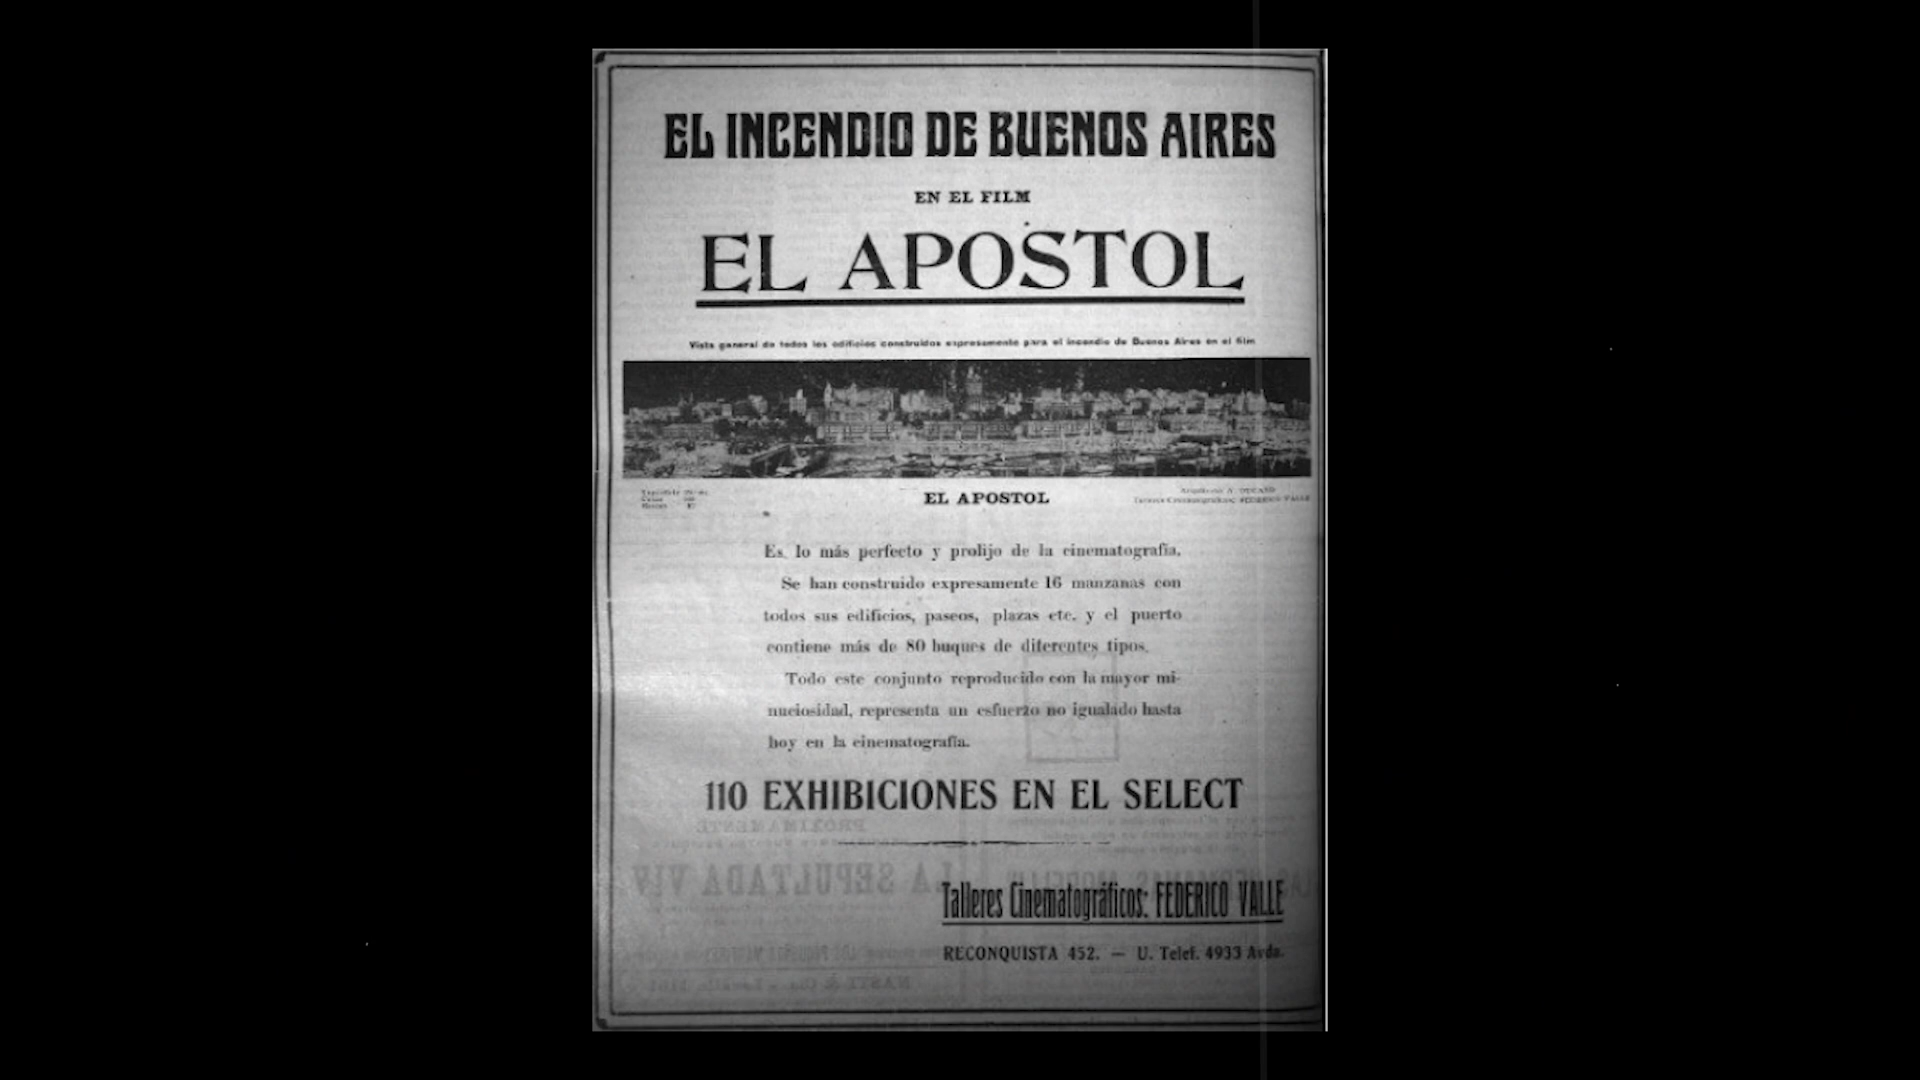 EL INCENDIO DE BUENOS AIRES
EN EL FILM
EL APOSTOL
Vista general de todos los edificios construidos expresamente para el incendio de Buenos Aires en el film
EL APOSTOL
FEDERICO VALLE
Es lo más perfecto y prolijo de la cinematografía.
Se han construido expresamente 16 manzanas con
todos sus edificios, paseos, plazas etc. y el puerto
contiene más de 80 buques de diferentes tipos.
Todo este conjunto reproducido con la mayor mi-
nuciosidad, representa un esfuerzo no igualado hasta
hoy en la cinematografía.
110 EXHIBICIONES EN EL SELECT
Talleres Cinematográficos: FEDERICO VALLE
RECONQUISTA 452. — U. Telef. 4933 Avda.